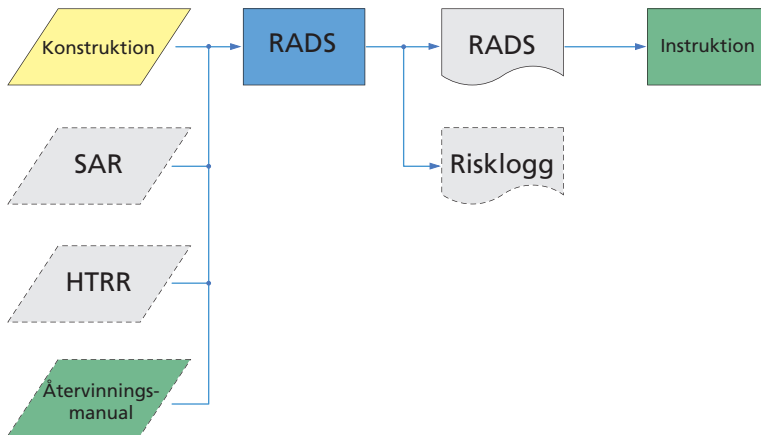 Konstruktion
RADS
RADS
Instruktion
SAR
Risklogg
HTRR
Återvinnings-
manual